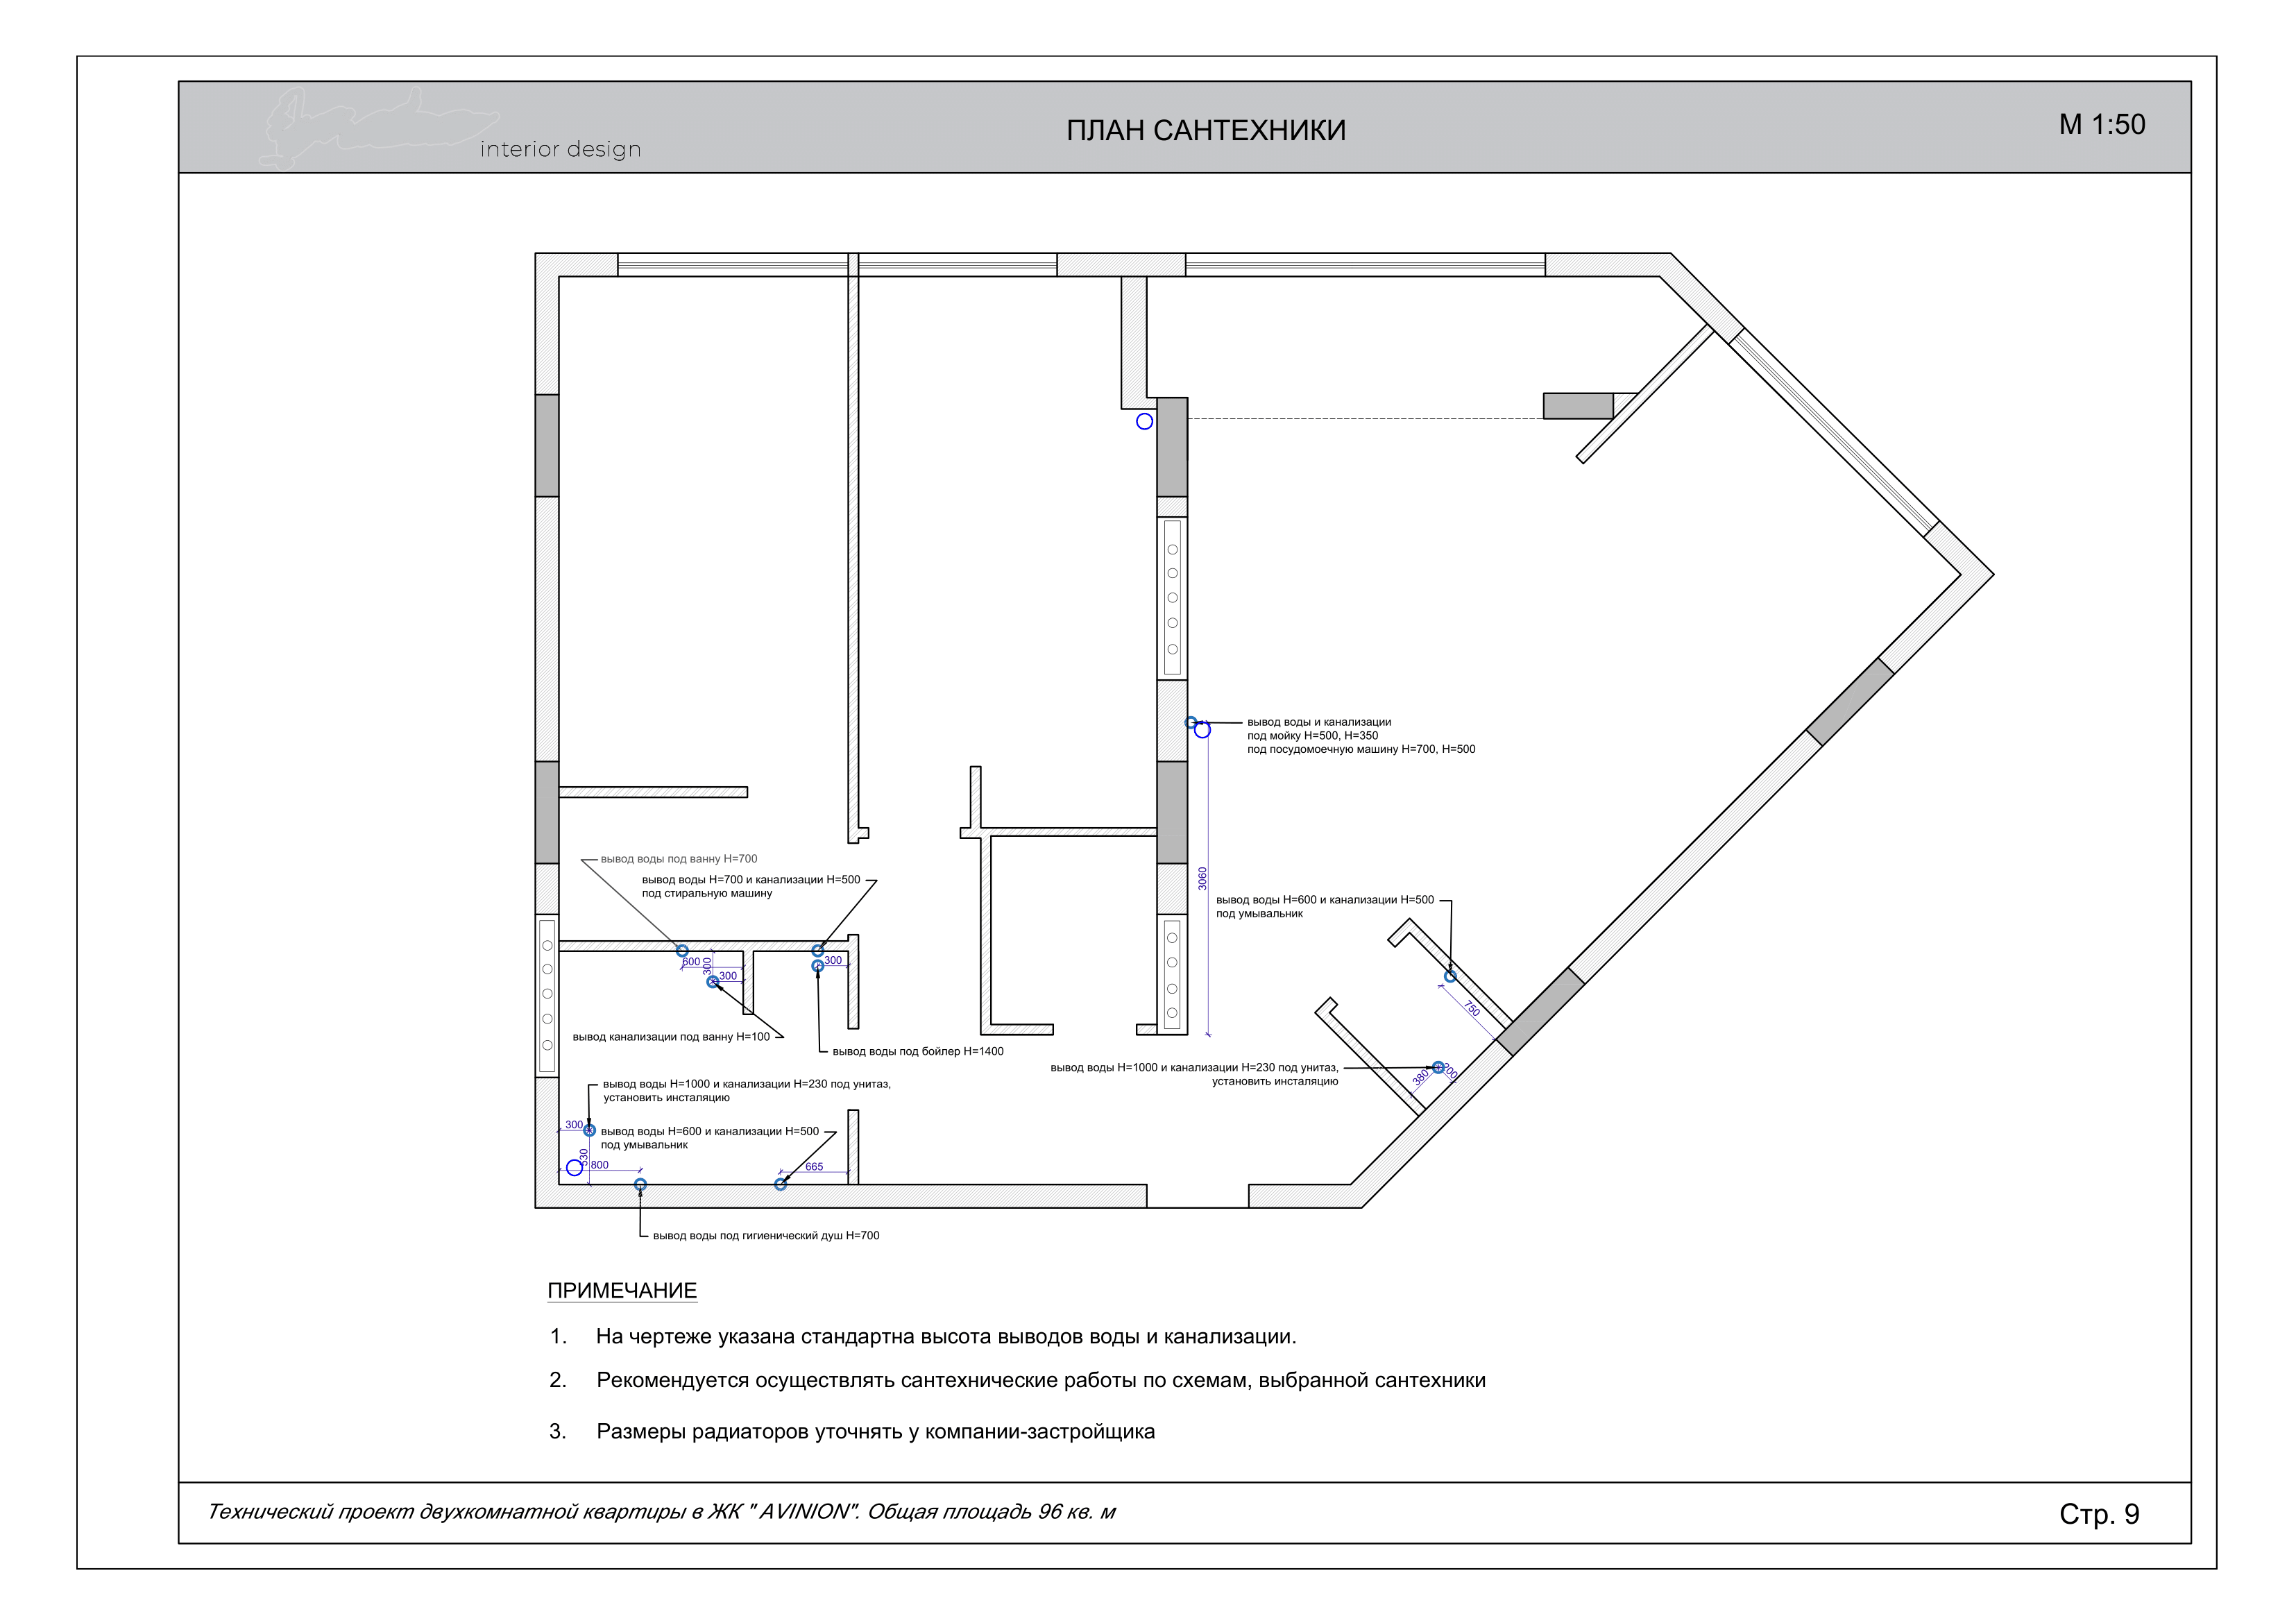 interior design
ПЛАН САНТЕХНИКИ
М 1:50
вывод воды и канализации
под мойку Н=500, Н=350
под посудомоечную машину Н=700, Н=500
3060
вывод воды под ванну Н=700
вывод воды Н=700 и канализации Н=500
под стиральную машину
вывод воды Н=600 и канализации Н=500
под умывальник
600
300
300
300
750
вывод канализации под ванну Н=100
вывод воды под бойлер Н=1400
вывод воды Н=1000 и канализации Н=230 под унитаз,
установить инсталяцию
380
200
вывод воды Н=1000 и канализации Н=230 под унитаз,
установить инсталяцию
300
530
800
вывод воды Н=600 и канализации Н=500
под умывальник
665
вывод воды под гигиенический душ Н=700
ПРИМЕЧАНИЕ
1. На чертеже указана стандартна высота выводов воды и канализации.
2. Рекомендуется осуществлять сантехнические работы по схемам, выбранной сантехники
3. Размеры радиаторов уточнять у компании-застройщика
Технический проект двухкомнатной квартиры в ЖК " AVINION". Общая площадь 96 кв. м
Стр. 9